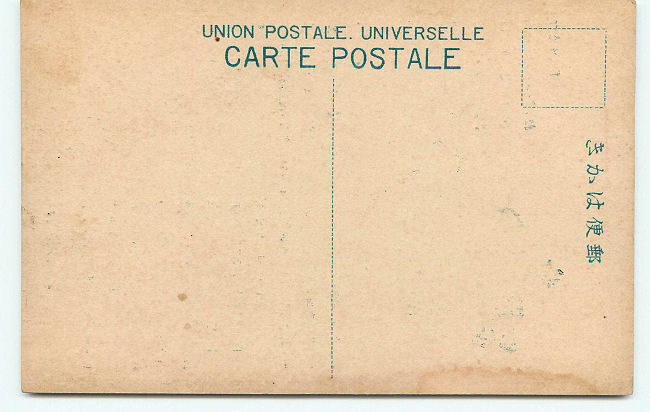 UNION POSTALE. UNIVERSELLE
CARTE POSTALE
郵便はかき